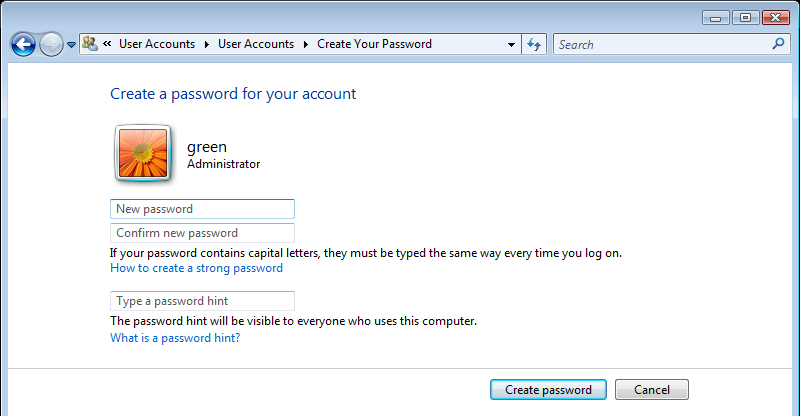 « User Accounts User Accounts Create Your Password Search
Create a password for your account
green
Administrator
New password
Confirm new password
If your password contains capital letters, they must be typed the same way every time you log on.
How to create a strong password
Type a password hint
The password hint will be visible to everyone who uses this computer.
What is a password hint?
Create password Cancel